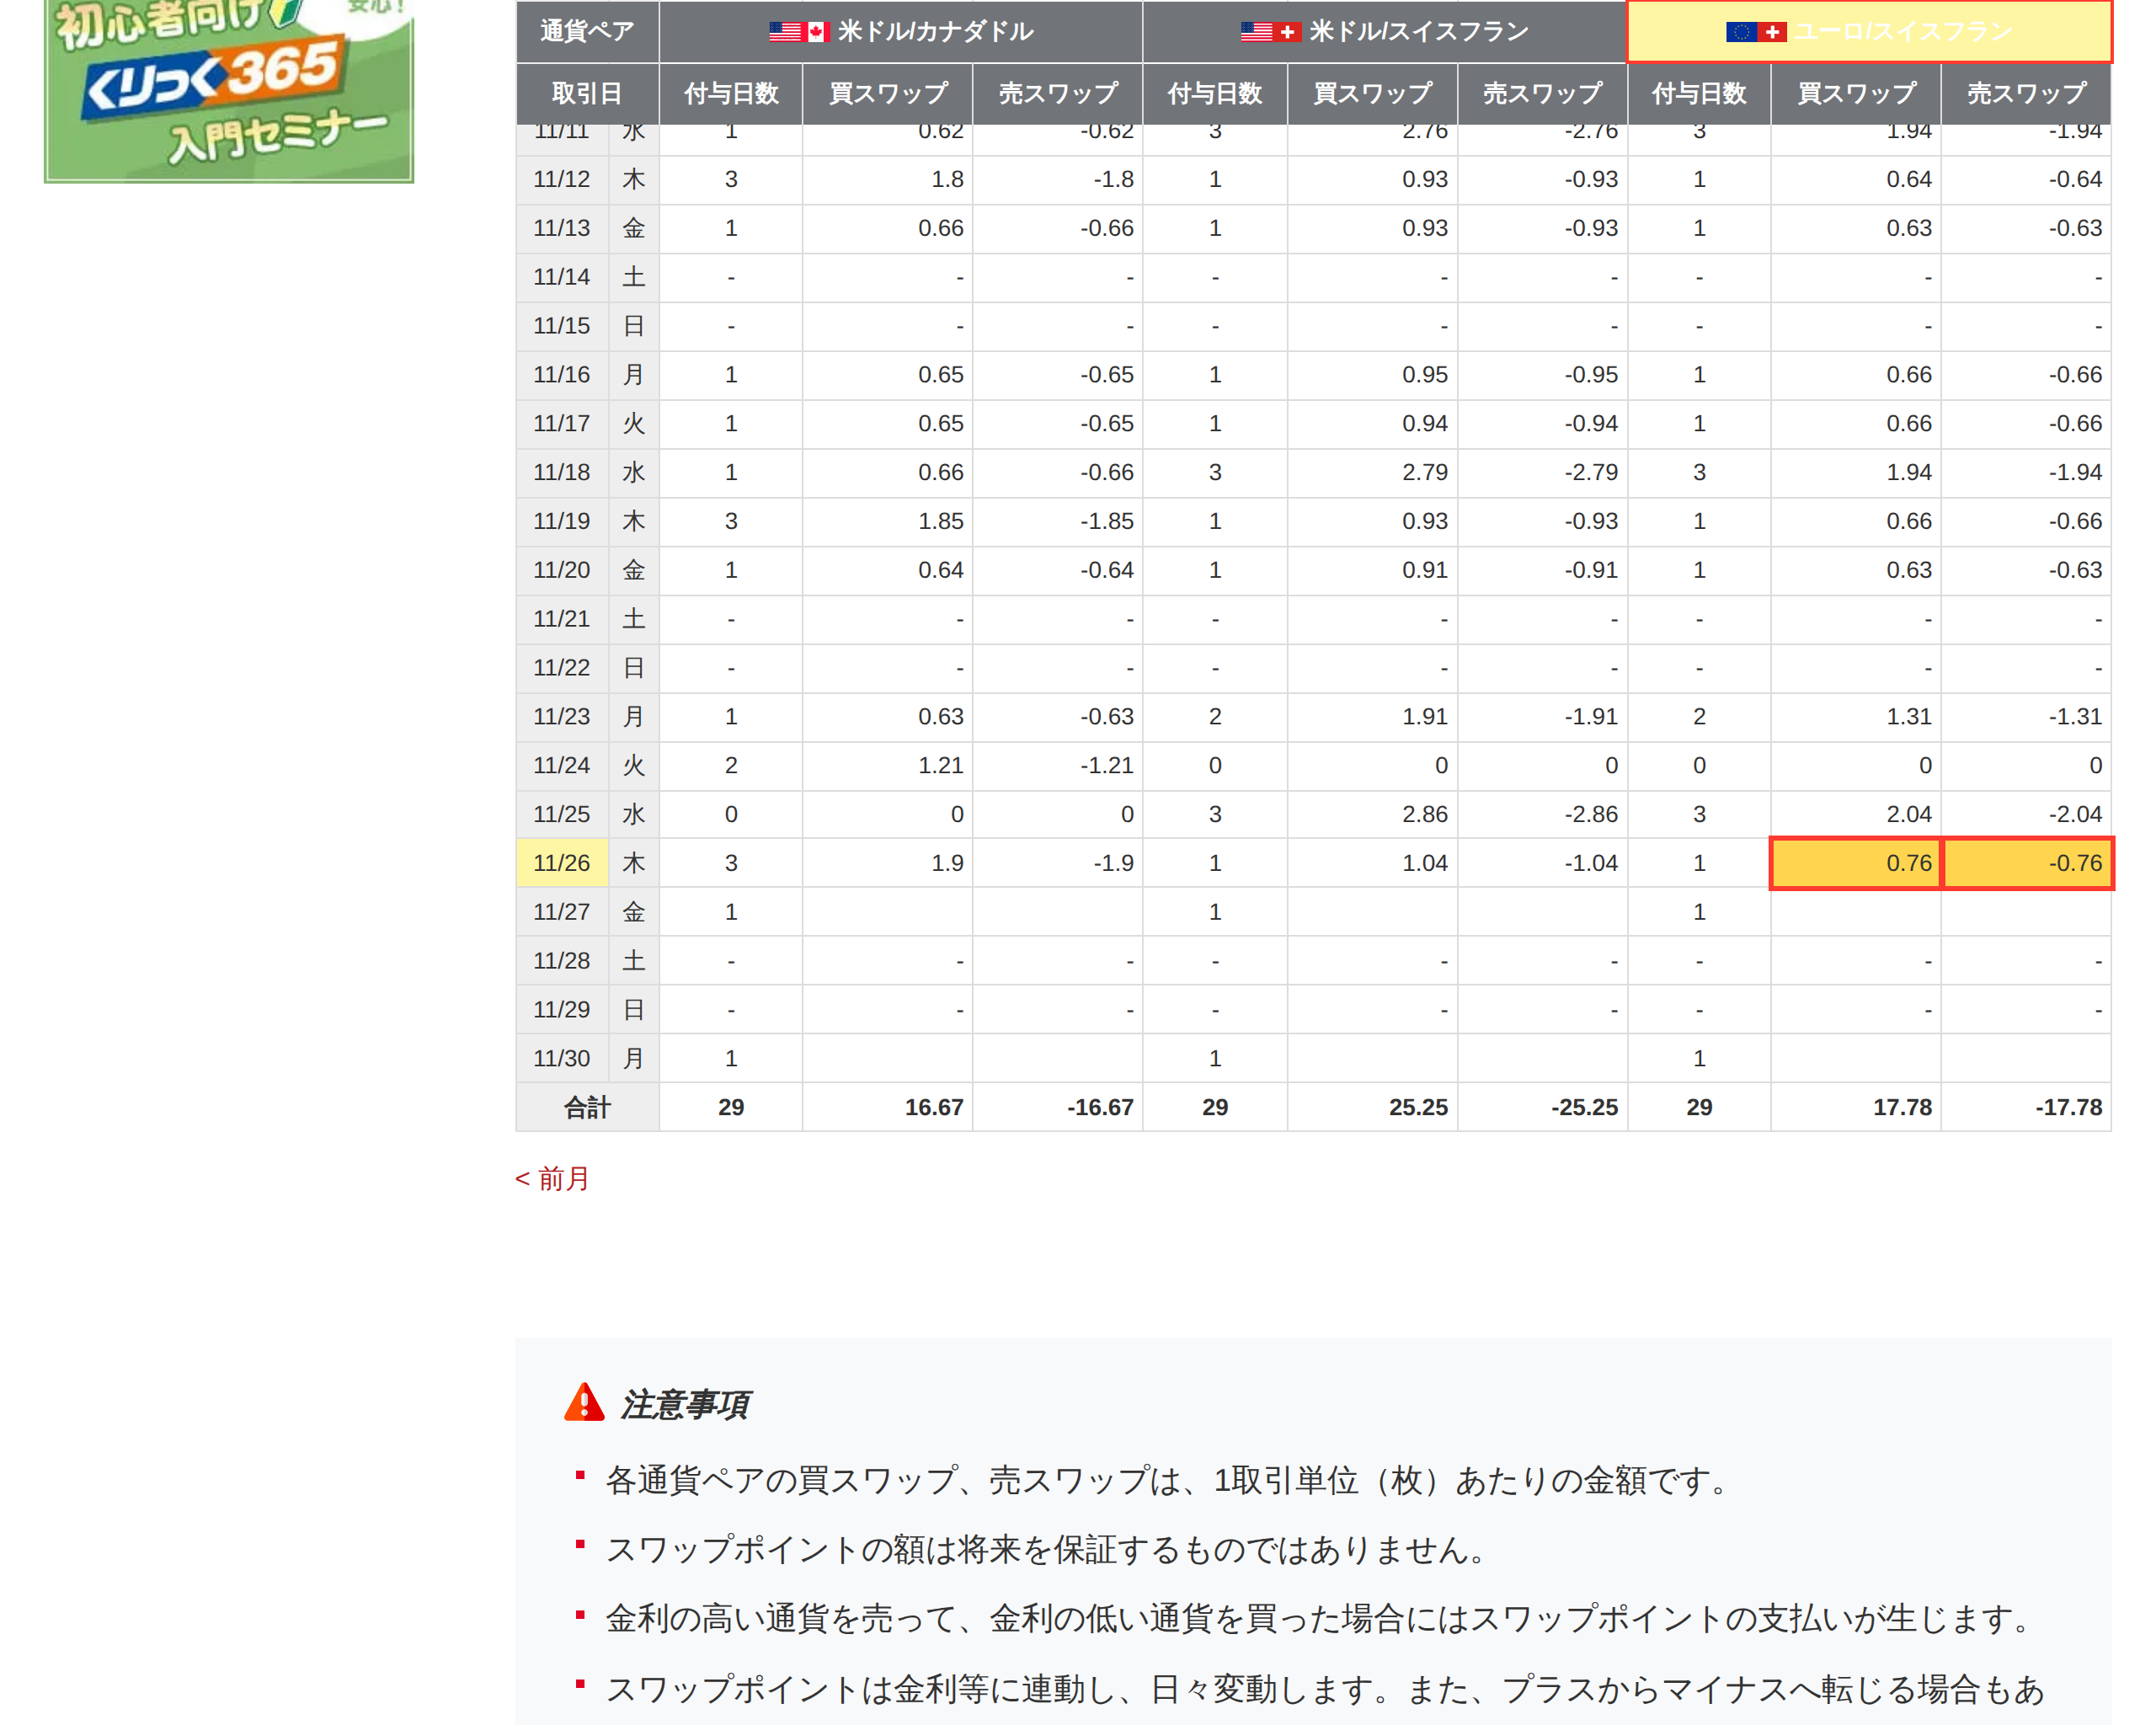 初心者向け
安心！
くりっく365
入門セミナー
通貨ペア 米ドル/カナダドル 米ドル/スイスフラン ユーロ/スイスフラン
取引日 付与日数 買スワップ 売スワップ 付与日数 買スワップ 売スワップ 付与日数 買スワップ 売スワップ
11/11 水 1 0.62 -0.62 3 2.76 -2.76 3 1.94 -1.94
11/12 木 3 1.8 -1.8 1 0.93 -0.93 1 0.64 -0.64
11/13 金 1 0.66 -0.66 1 0.93 -0.93 1 0.63 -0.63
11/14 土 - - - - - - - - -
11/15 日 - - - - - - - - -
11/16 月 1 0.65 -0.65 1 0.95 -0.95 1 0.66 -0.66
11/17 火 1 0.65 -0.65 1 0.94 -0.94 1 0.66 -0.66
11/18 水 1 0.66 -0.66 3 2.79 -2.79 3 1.94 -1.94
11/19 木 3 1.85 -1.85 1 0.93 -0.93 1 0.66 -0.66
11/20 金 1 0.64 -0.64 1 0.91 -0.91 1 0.63 -0.63
11/21 土 - - - - - - - - -
11/22 日 - - - - - - - - -
11/23 月 1 0.63 -0.63 2 1.91 -1.91 2 1.31 -1.31
11/24 火 2 1.21 -1.21 0 0 0 0 0 0
11/25 水 0 0 0 3 2.86 -2.86 3 2.04 -2.04
11/26 木 3 1.9 -1.9 1 1.04 -1.04 1 0.76 -0.76
11/27 金 1 1 1
11/28 土 - - - - - - - - -
11/29 日 - - - - - - - - -
11/30 月 1 1 1
合計 29 16.67 -16.67 29 25.25 -25.25 29 17.78 -17.78
< 前月
注意事項
各通貨ペアの買スワップ、売スワップは、1取引単位（枚）あたりの金額です。
スワップポイントの額は将来を保証するものではありません。
金利の高い通貨を売って、金利の低い通貨を買った場合にはスワップポイントの支払いが生じます。
スワップポイントは金利等に連動し、日々変動します。また、プラスからマイナスへ転じる場合もあ